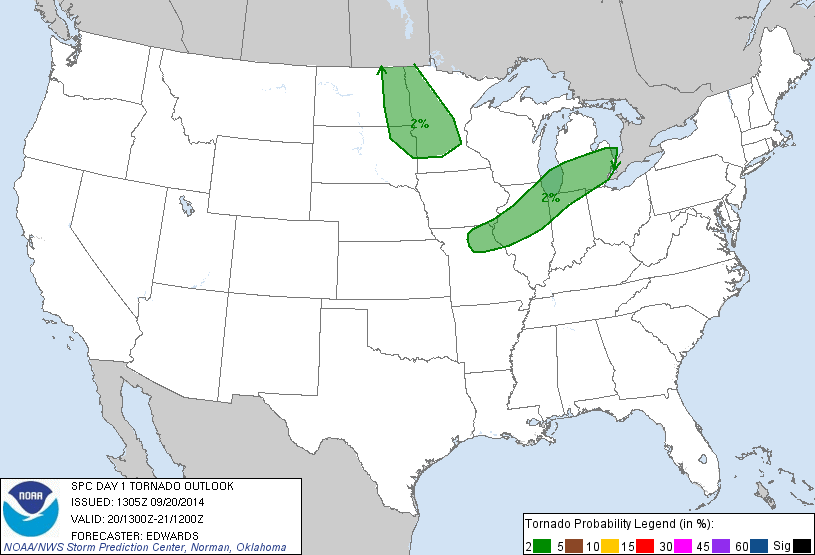 2%
2%
NOAA
SPC DAY 1 TORNADO OUTLOOK
ISSUED: 1305Z 09/20/2014
VALID: 20/1300Z-21/1200Z
FORECASTER: EDWARDS
NOAA/NWS Storm Prediction Center, Norman, Oklahoma
Tornado Probability Legend (in %):
2 5 10 15 30 45 60 Sig